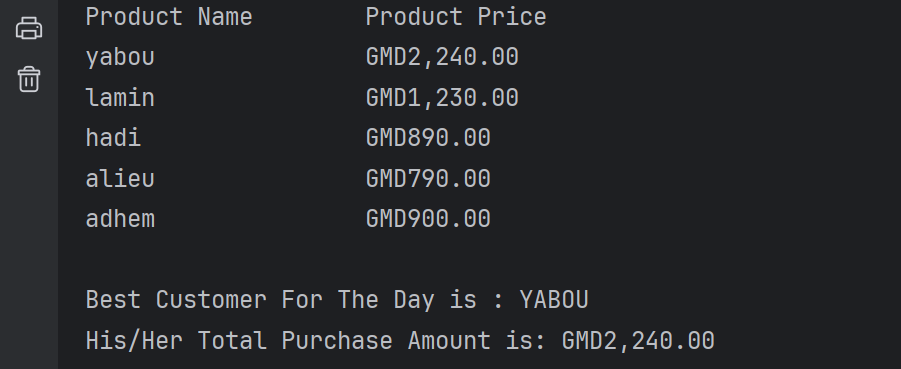 Product Name        Product Price
yabou               GMD2,240.00
lamin               GMD1,230.00
hadi                GMD890.00
alieu               GMD790.00
adhem               GMD900.00
Best Customer For The Day is : YABOU
His/Her Total Purchase Amount is: GMD2,240.00